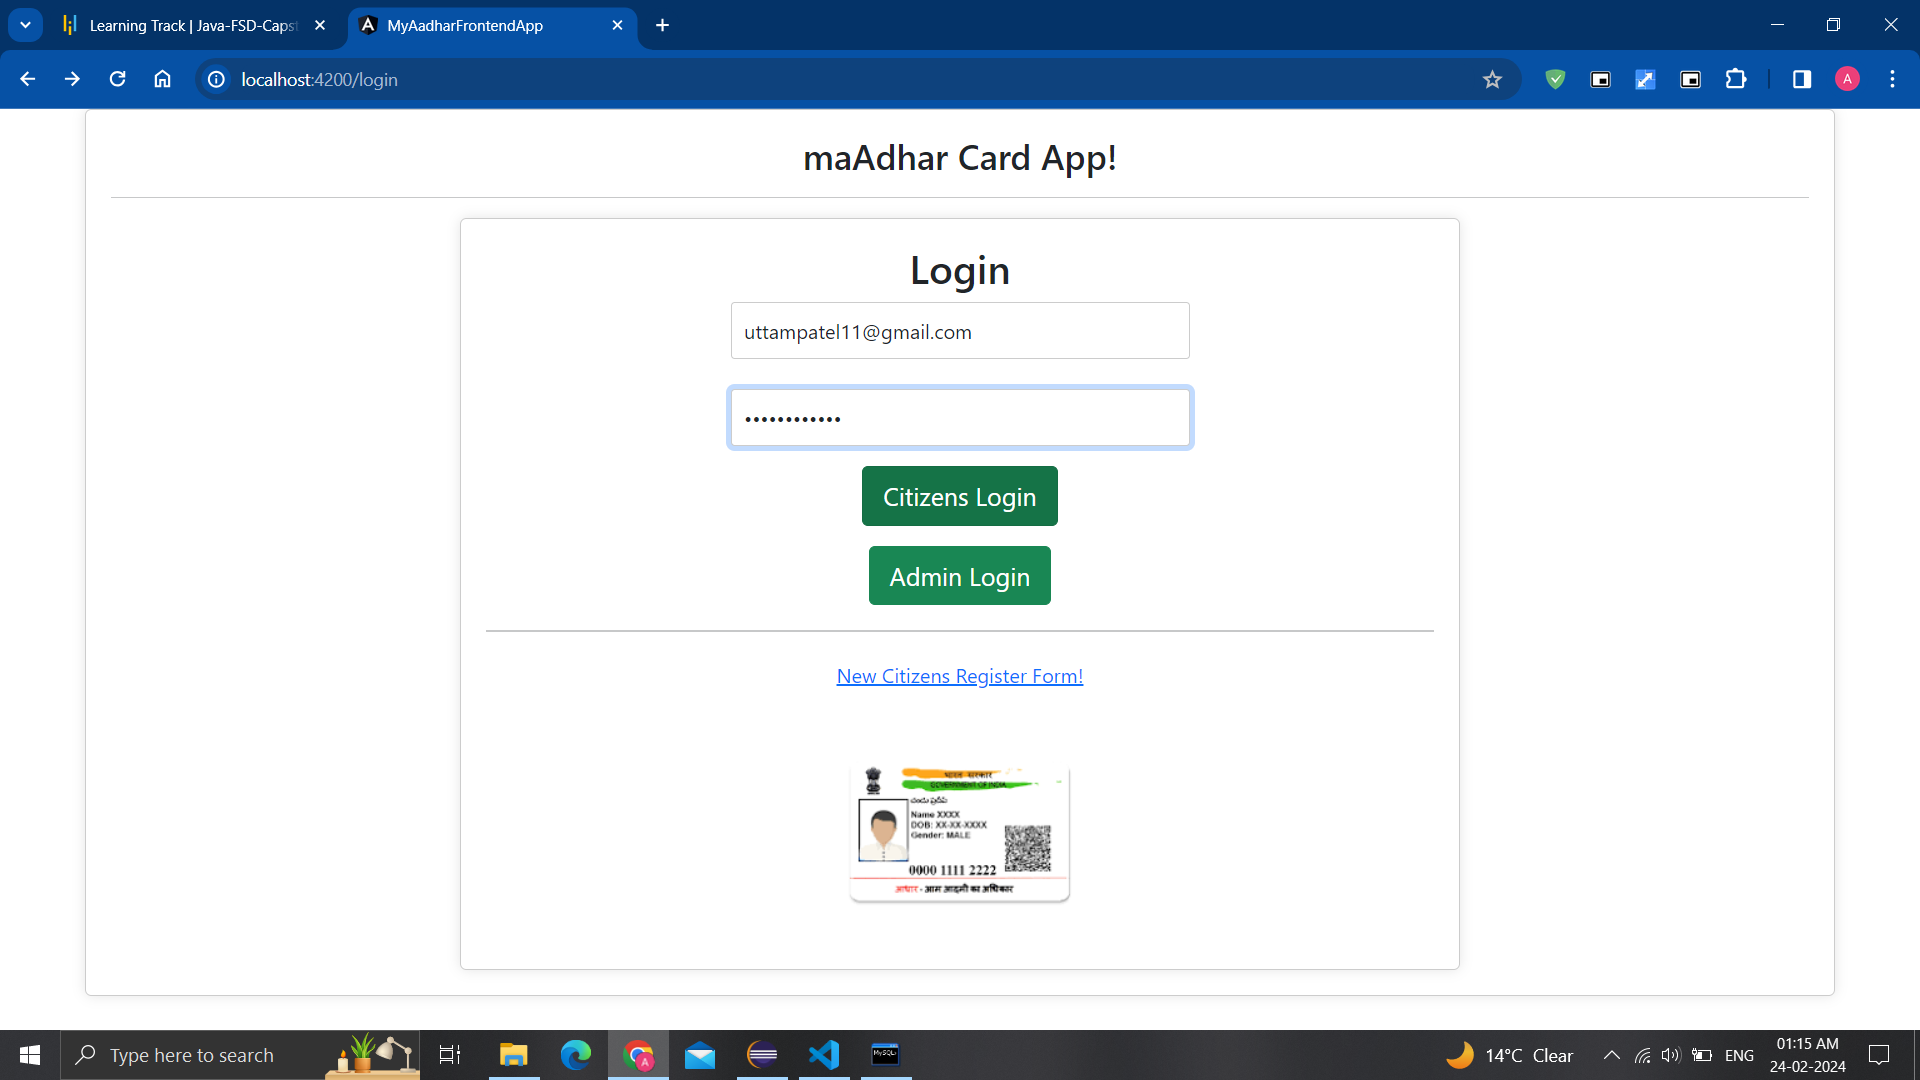 Learning Track | Java-FSD-Capst
MyAadharFrontendApp
localhost:4200/login
A
maAdhar Card App!
Login
uttampatel11@gmail.com
••••••••••••
Citizens Login
Admin Login
New Citizens Register Form!
भारत सरकार
GOVERNMENT OF INDIA
Name XXXX
DOB: XX-XX-XXXX
Gender: MALE
0000 1111 2222
आधार - आम आदमी का अधिकार
Type here to search
14°C Clear
ENG
01:15 AM
24-02-2024